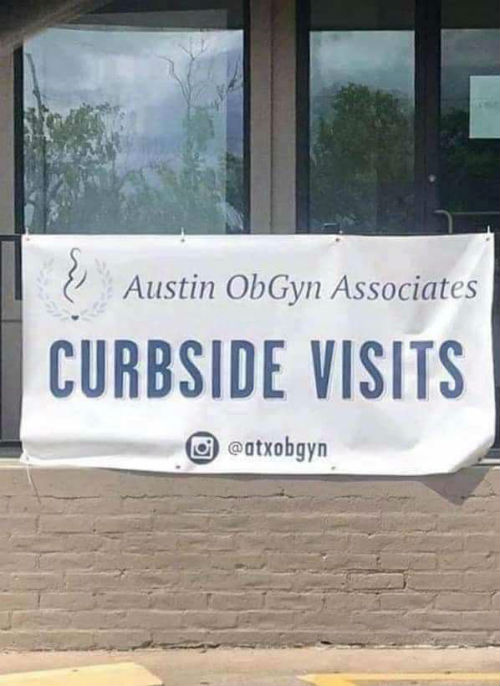 Austin ObGyn Associates
CURBSIDE VISITS
@atxobgyn